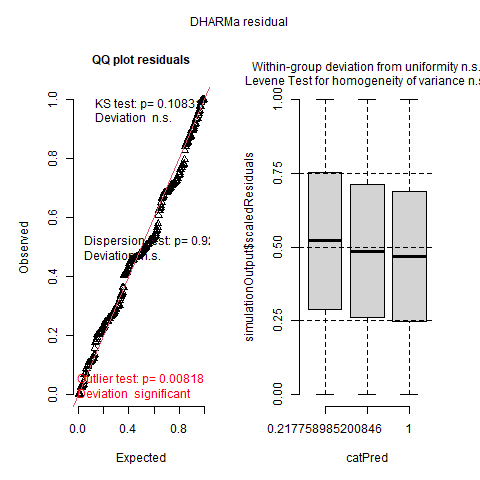 DHARMa residual
QQ plot residuals
KS test: p= 0.1083
Deviation n.s.
Dispersion test: p= 0.92
Deviation n.s.
Outlier test: p= 0.00818
Deviation significant
Observed
0.0 0.2 0.4 0.6 0.8 1.0
0.0 0.4 0.8
Expected
Within-group deviation from uniformity n.s.
Levene Test for homogeneity of variance n.s
simulationOutput$scaledResiduals
0.00 0.25 0.50 0.75 1.00
0.217758985200846 1
catPred